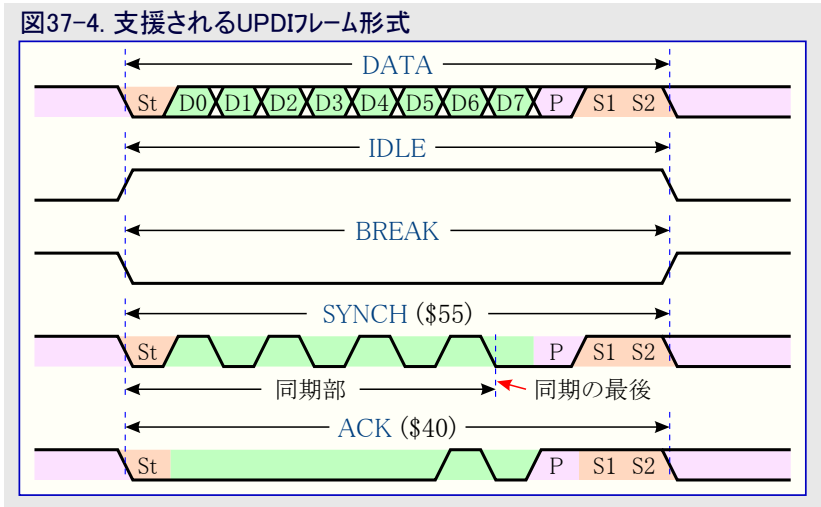 図37-4. 支援されるUPDIフレーム形式
DATA
St D0 D1 D2 D3 D4 D5 D6 D7 P S1 S2
IDLE
BREAK
SYNCH ($55)
St P S1 S2
同期部 同期の最後
ACK ($40)
St P S1 S2